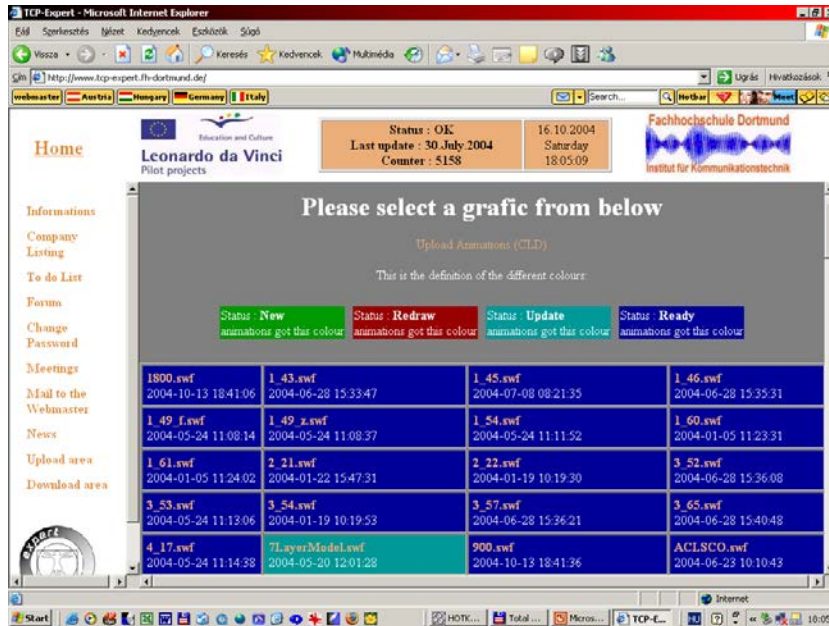 TCP-Expert - Microsoft Internet Explorer
Fájl Szerkesztés Nézet Kedvencek Eszközök Súgó
Vissza Keresés Kedvencek Multimédia
Cím http://www.tcp-expert.fh-dortmund.de/ Ugrás Hivatkozások
webmaster Austria Hungary Germany Italy Search... Hotbar Meet
Home
Education and Culture
Leonardo da Vinci
Pilot projects
Status : OK
Last update : 30.July.2004
Counter : 5158
16.10.2004
Saturday
18:05:09
Fachhochschule Dortmund
Institut für Kommunikationstechnik
Informations
Company
Listing
To do List
Forum
Change
Password
Meetings
Mail to the
Webmaster
News
Upload area
Download area
expert
Please select a grafic from below
Upload Animations (CLD)
This is the definition of the different colours:
Status : New
animations got this colour
Status : Redraw
animations got this colour
Status : Update
animations got this colour
Status : Ready
animations got this colour
1800.swf 1_43.swf 1_45.swf 1_46.swf
2004-10-13 18:41:06 2004-06-28 15:33:47 2004-07-08 08:21:35 2004-06-28 15:35:31
1_49_f.swf 1_49_z.swf 1_54.swf 1_60.swf
2004-05-24 11:08:14 2004-05-24 11:08:37 2004-05-24 11:11:52 2004-01-05 11:23:31
1_61.swf 2_21.swf 2_22.swf 3_52.swf
2004-01-05 11:24:02 2004-01-22 15:47:31 2004-01-19 10:19:30 2004-06-28 15:36:08
3_53.swf 3_54.swf 3_57.swf 3_65.swf
2004-05-24 11:13:06 2004-01-19 10:19:53 2004-06-28 15:36:21 2004-06-28 15:40:48
4_17.swf 7LayerModel.swf 900.swf ACLSCO.swf
2004-05-24 11:14:38 2004-05-20 12:01:28 2004-10-13 18:41:36 2004-06-23 10:10:43
Internet
Start HOTK... Total ... Micros... TCP-E... HU 18:05